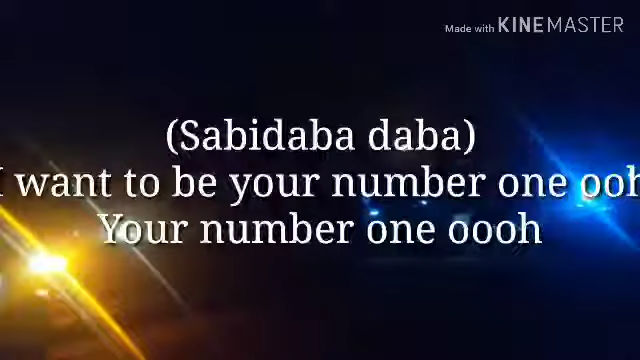 Made with KINEMASTER
(Sabidaba daba)
I want to be your number one ooh
Your number one oooh